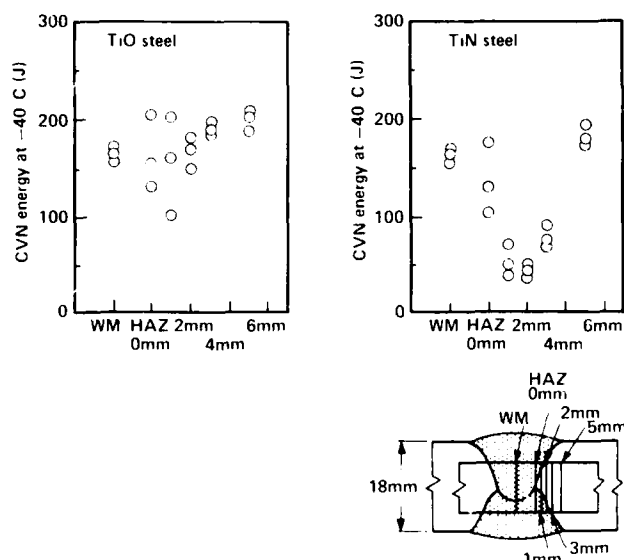 300
TiO steel
CVN energy at −40 C (J)
200
100
0
WM HAZ 2mm 6mm
0mm 4mm
300
TiN steel
CVN energy at −40 C (J)
200
100
0
WM HAZ 2mm 6mm
0mm 4mm
HAZ
0mm
WM
2mm
5mm
18mm
3mm
1mm